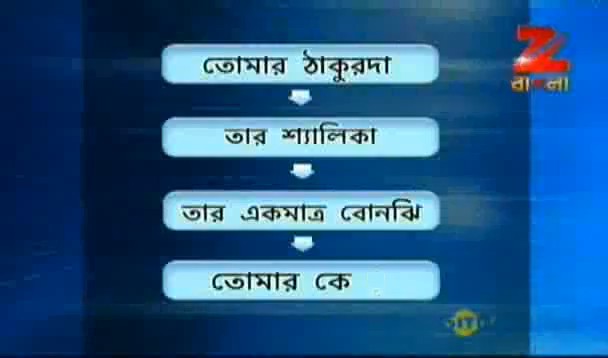 তোমার ঠাকুরদা
বাংলা
তার শ্যালিকা
তার একমাত্র বোনঝি
তোমার কে